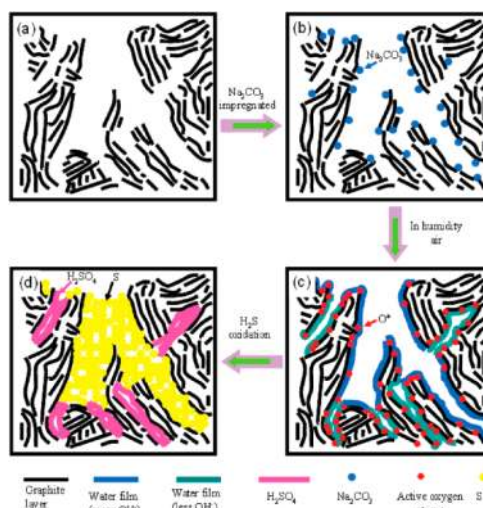 (a)
Na₂CO₃
impregnated
(b)
Na₂CO₃
In humidity
air
(c)
O*
H₂S
oxidation
(d)
H₂SO₄
S
Graphite
layer
Water film
Water film
(less OH⁻)
H₂SO₄
Na₂CO₃
Active oxygen
S